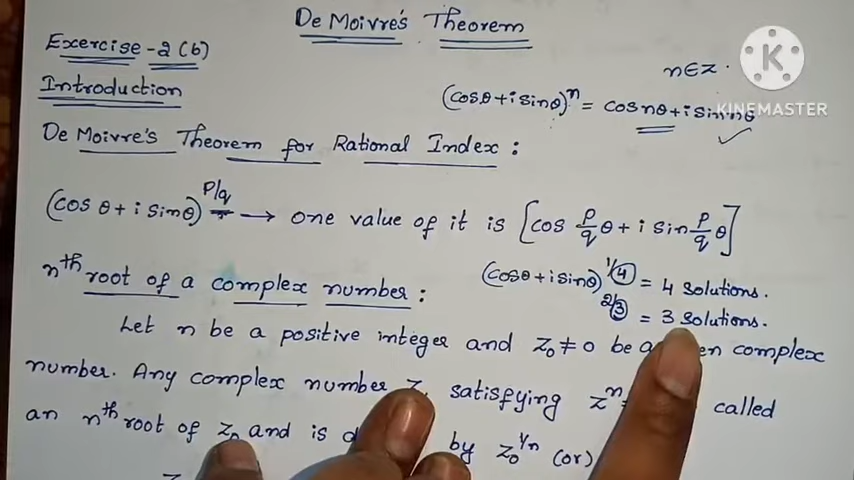 De Moivre's Theorem
Exercise-2(b)
n∈Z.
Introduction
(cosθ+i sinθ)^n = cos nθ + i sin nθ
KINEMASTER
De Moivre's Theorem for Rational Index :
(cos θ + i sin θ)^P/q → one value of it is [cos p/q θ + i sin p/q θ]
nth root of a complex number :
(cosθ+i sinθ)^1/4 = 4 solutions.
2/3 = 3 solutions.
Let n be a positive integer and Z₀ ≠ 0 be a complex
number. Any complex number Z satisfying Z^n = called
an nth root of Z₀ and is by Z₀^1/n (or)